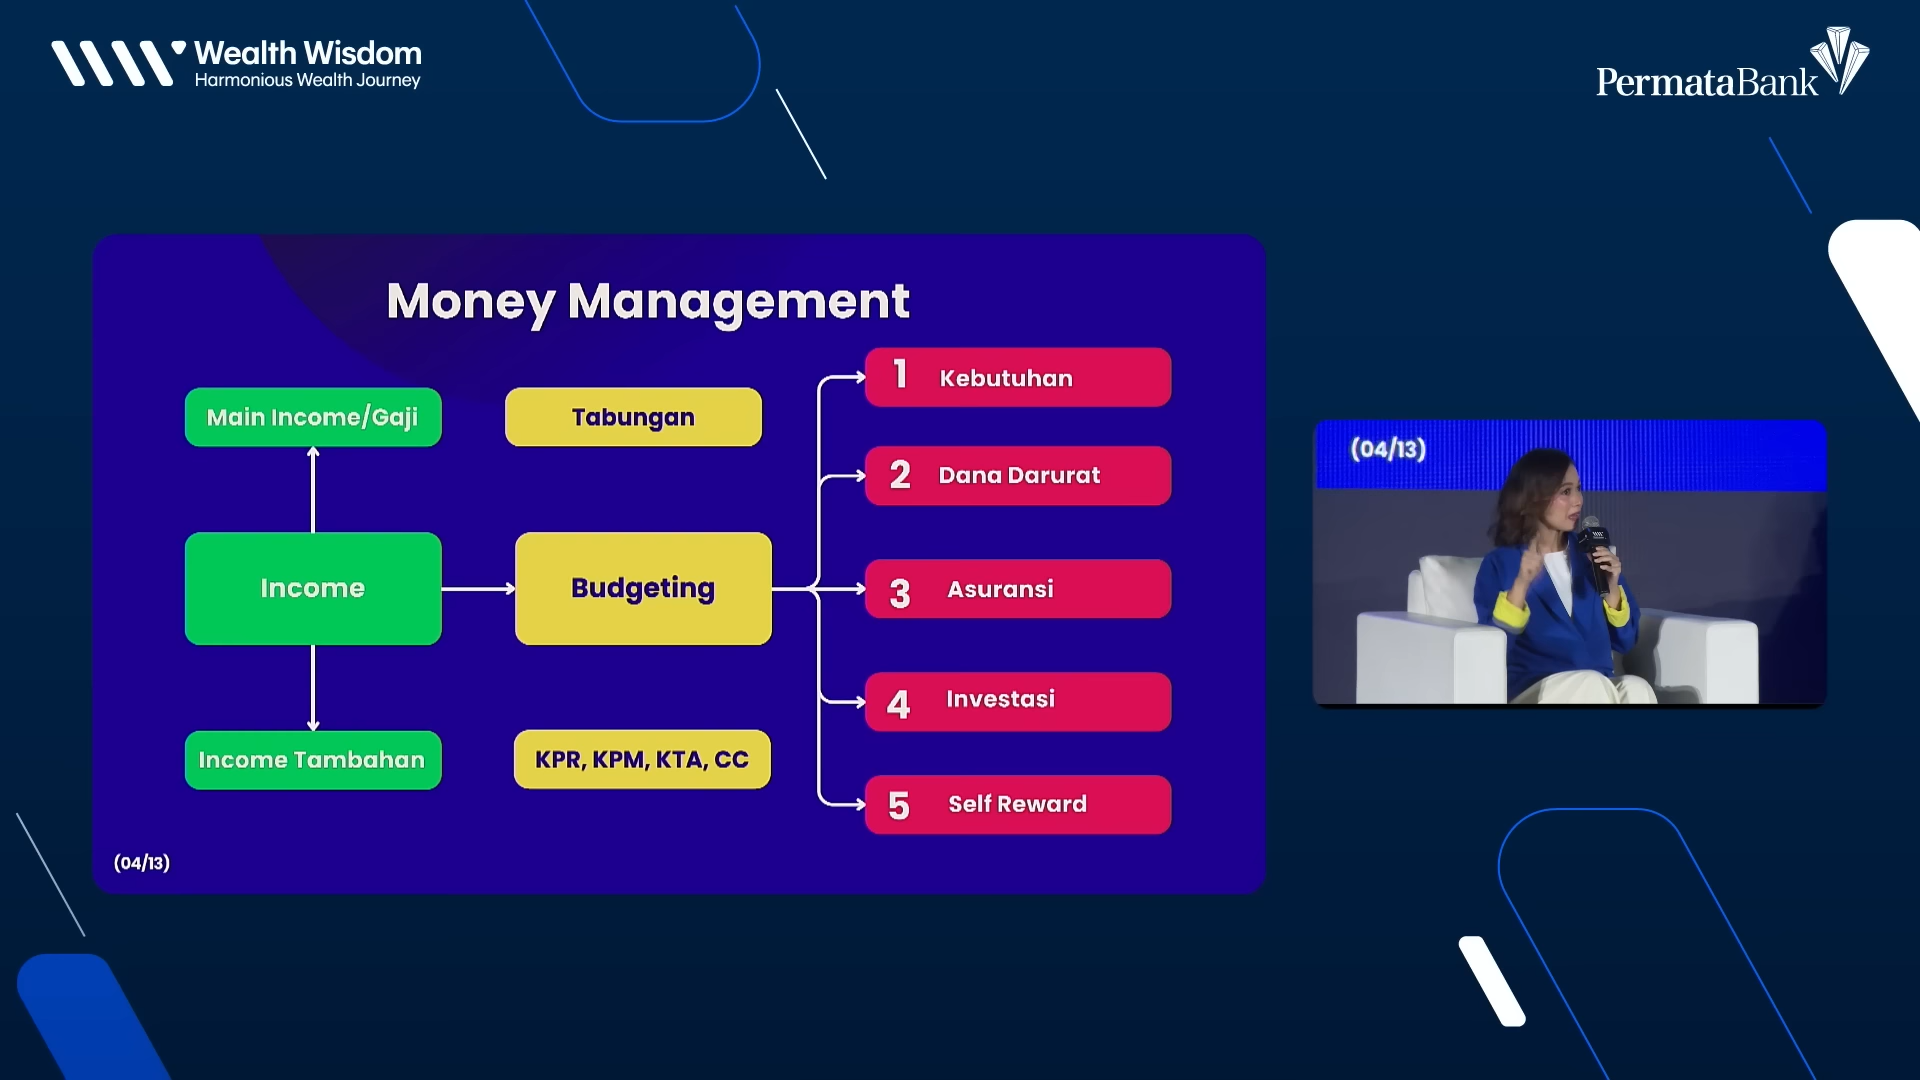 Wealth Wisdom
Harmonious Wealth Journey
PermataBank
Money Management
Main Income/Gaji
Tabungan
1 Kebutuhan
2 Dana Darurat
Income
Budgeting
3 Asuransi
4 Investasi
Income Tambahan
KPR, KPM, KTA, CC
5 Self Reward
(04/13)
(04/13)